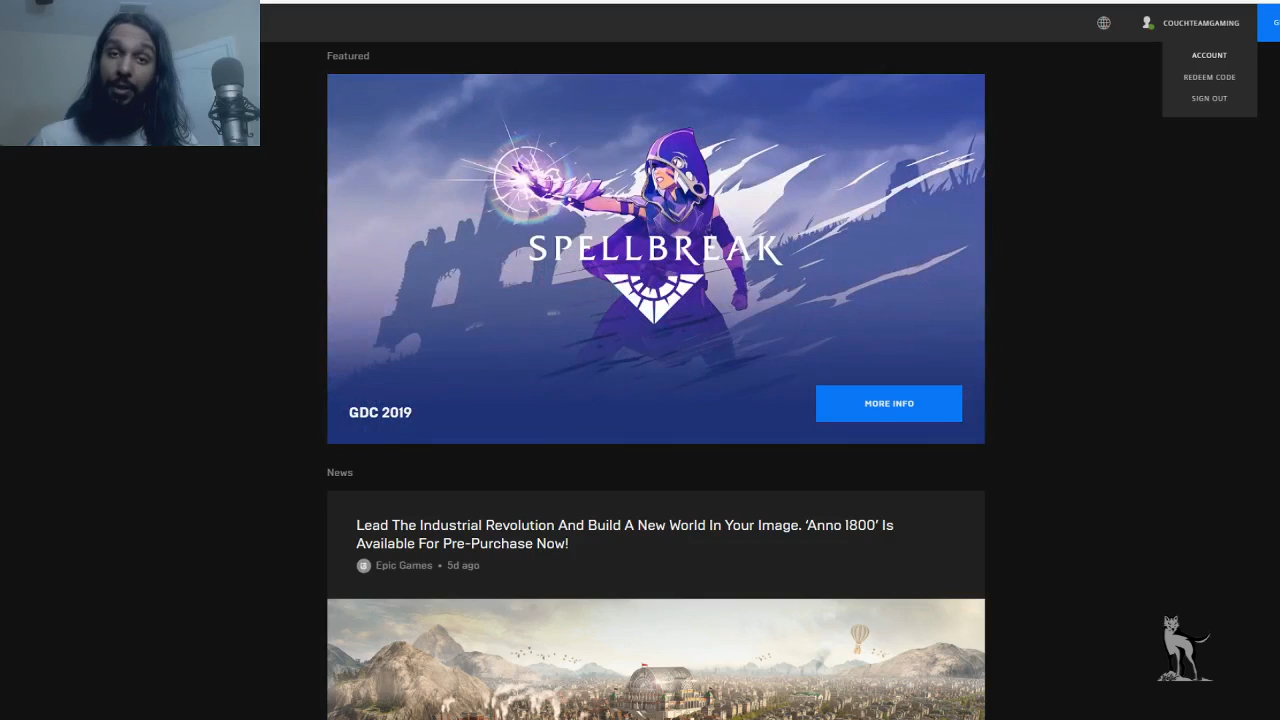 COUCHTEAMGAMING
G
ACCOUNT
REDEEM CODE
SIGN OUT
Featured
SPELLBREAK
GDC 2019
MORE INFO
News
Lead The Industrial Revolution And Build A New World In Your Image. ‘Anno 1800’ Is
Available For Pre-Purchase Now!
Epic Games • 5d ago